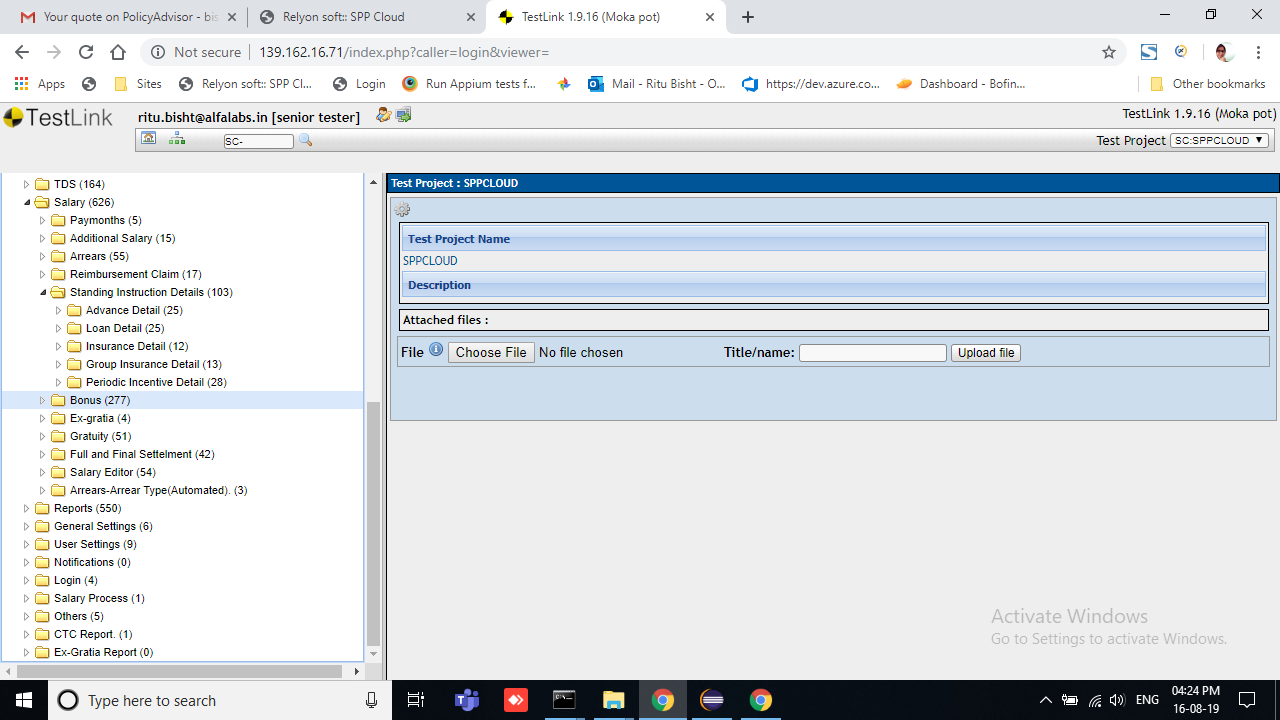 Your quote on PolicyAdvisor - bis
Relyon soft:: SPP Cloud
TestLink 1.9.16 (Moka pot)
Not secure
139.162.16.71/index.php?caller=login&viewer=
Apps
Sites
Relyon soft:: SPP Cl...
Login
Run Appium tests f...
Mail - Ritu Bisht - O...
https://dev.azure.co...
Dashboard - Bofin...
Other bookmarks
TestLink
ritu.bisht@alfalabs.in [senior tester]
TestLink 1.9.16 (Moka pot)
SC-
Test Project SC:SPPCLOUD
TDS (164)
Salary (626)
Paymonths (5)
Additional Salary (15)
Arrears (55)
Reimbursement Claim (17)
Standing Instruction Details (103)
Advance Detail (25)
Loan Detail (25)
Insurance Detail (12)
Group Insurance Detail (13)
Periodic Incentive Detail (28)
Bonus (277)
Ex-gratia (4)
Gratuity (51)
Full and Final Settelment (42)
Salary Editor (54)
Arrears-Arrear Type(Automated). (3)
Reports (550)
General Settings (6)
User Settings (9)
Notifications (0)
Login (4)
Salary Process (1)
Others (5)
CTC Report. (1)
Ex-Gratia Report (0)
Test Project : SPPCLOUD
Test Project Name
SPPCLOUD
Description
Attached files :
File Choose File No file chosen Title/name: Upload file
Activate Windows
Go to Settings to activate Windows.
Type here to search
ENG
04:24 PM
16-08-19